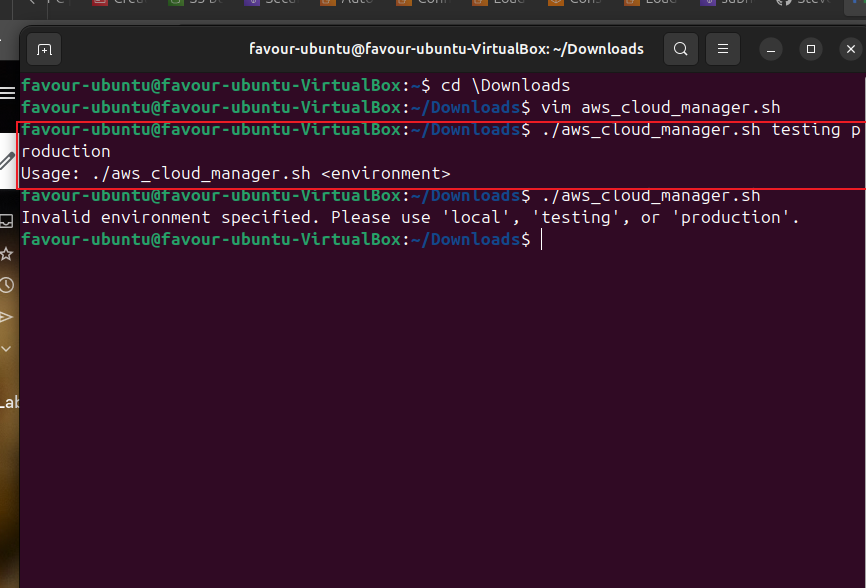 favour-ubuntu@favour-ubuntu-VirtualBox: ~/Downloads
favour-ubuntu@favour-ubuntu-VirtualBox:~$ cd \Downloads
favour-ubuntu@favour-ubuntu-VirtualBox:~/Downloads$ vim aws_cloud_manager.sh
favour-ubuntu@favour-ubuntu-VirtualBox:~/Downloads$ ./aws_cloud_manager.sh testing p
roduction
Usage: ./aws_cloud_manager.sh <environment>
favour-ubuntu@favour-ubuntu-VirtualBox:~/Downloads$ ./aws_cloud_manager.sh
Invalid environment specified. Please use 'local', 'testing', or 'production'.
favour-ubuntu@favour-ubuntu-VirtualBox:~/Downloads$